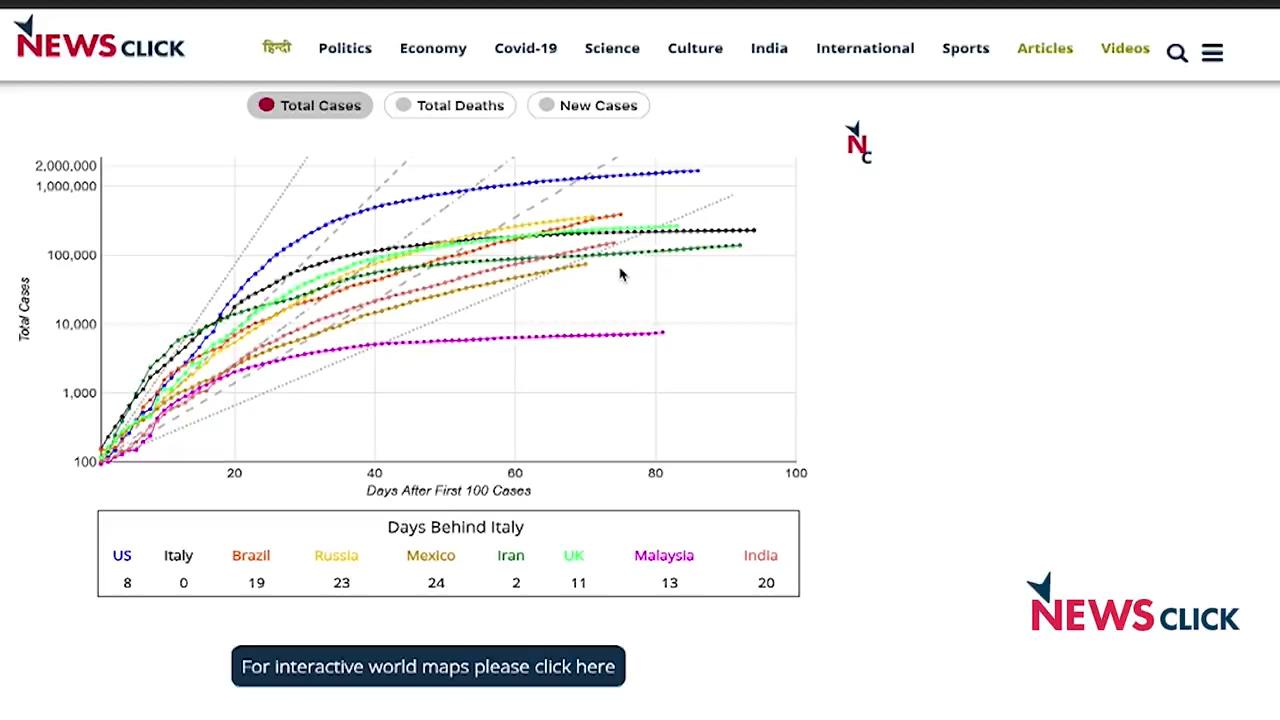 NEWS CLICK
हिन्दी Politics Economy Covid-19 Science Culture India International Sports Articles Videos
Total Cases Total Deaths New Cases
NC
2,000,000
1,000,000
100,000
10,000
1,000
100
Total Cases
20 40 60 80 100
Days After First 100 Cases
Days Behind Italy
US Italy Brazil Russia Mexico Iran UK Malaysia India
8 0 19 23 24 2 11 13 20
NEWS CLICK
For interactive world maps please click here